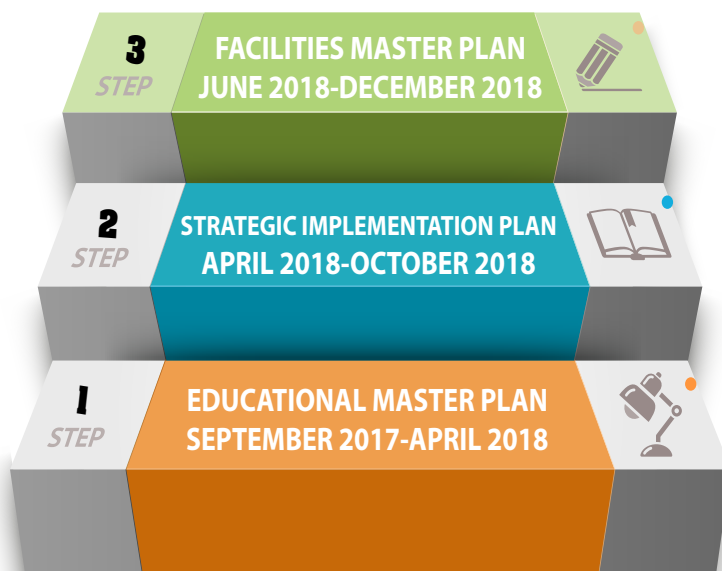 3
STEP
FACILITIES MASTER PLAN
JUNE 2018-DECEMBER 2018
2
STEP
STRATEGIC IMPLEMENTATION PLAN
APRIL 2018-OCTOBER 2018
1
STEP
EDUCATIONAL MASTER PLAN
SEPTEMBER 2017-APRIL 2018